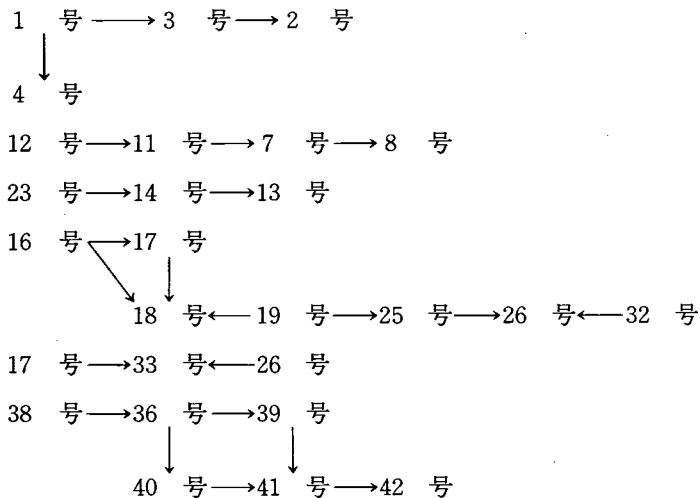 1 号 → 3 号 → 2 号
↓
4 号
12 号 → 11 号 → 7 号 → 8 号
23 号 → 14 号 → 13 号
16 号 → 17 号
↘ ↓
18 号 ← 19 号 → 25 号 → 26 号 ← 32 号
17 号 → 33 号 ← 26 号
38 号 → 36 号 → 39 号
↓ ↓
40 号 → 41 号 → 42 号